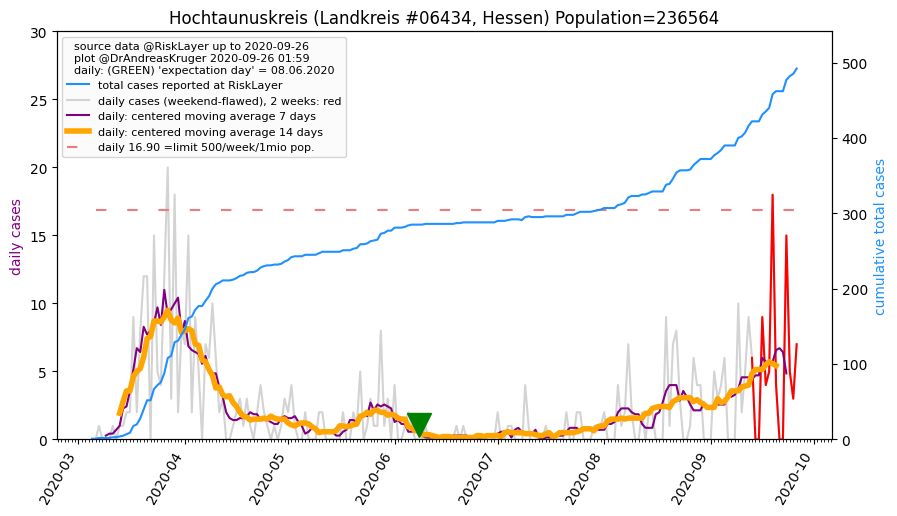 Hochtaunuskreis (Landkreis #06434, Hessen) Population=236564
source data @RiskLayer up to 2020-09-26
plot @DrAndreasKruger 2020-09-26 01:59
daily: (GREEN) 'expectation day' = 08.06.2020
total cases reported at RiskLayer
daily cases (weekend-flawed), 2 weeks: red
daily: centered moving average 7 days
daily: centered moving average 14 days
daily 16.90 =limit 500/week/1mio pop.
daily cases
30
25
20
15
10
5
0
cumulative total cases
500
400
300
200
100
0
2020-03
2020-04
2020-05
2020-06
2020-07
2020-08
2020-09
2020-10